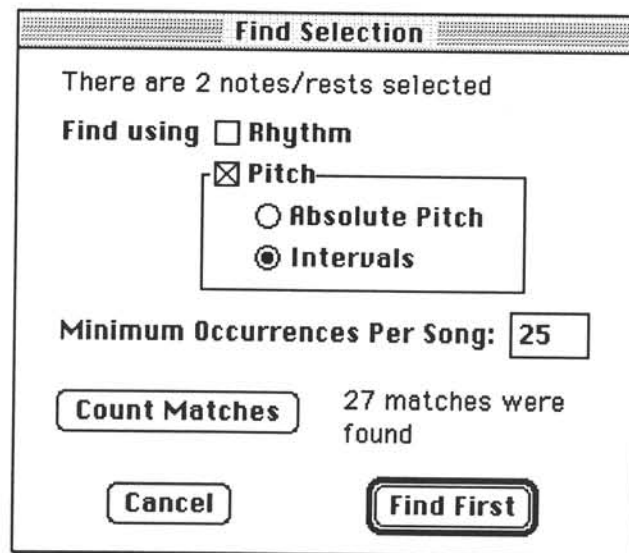 Find Selection
There are 2 notes/rests selected
Find using Rhythm
Pitch
Absolute Pitch
Intervals
Minimum Occurrences Per Song: 25
Count Matches 27 matches were
found
Cancel Find First